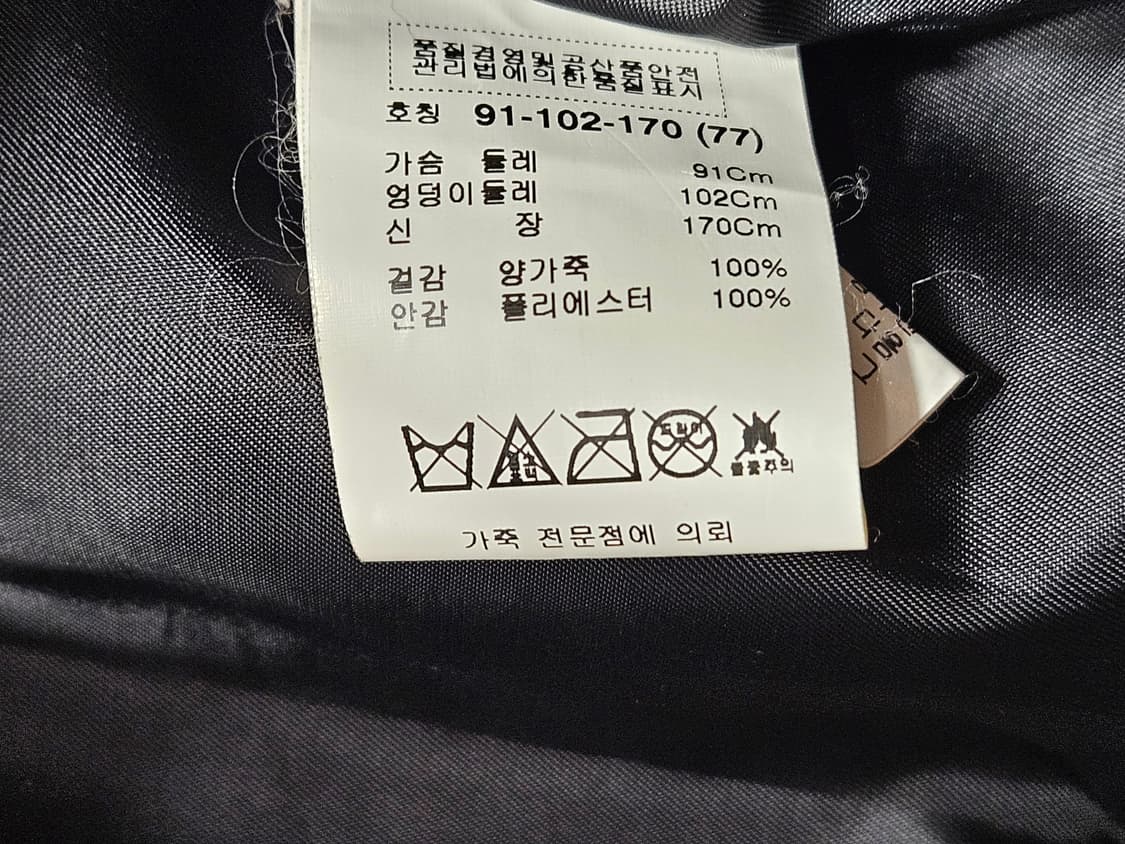 품질경영및공산품안전
관리법에의한품질표시
호칭 91-102-170 (77)
가슴 둘레 91Cm
엉덩이둘레 102Cm
신 장 170Cm
겉감 양가죽 100%
안감 폴리에스터 100%
드라이
불꽃주의
가죽 전문점에 의뢰